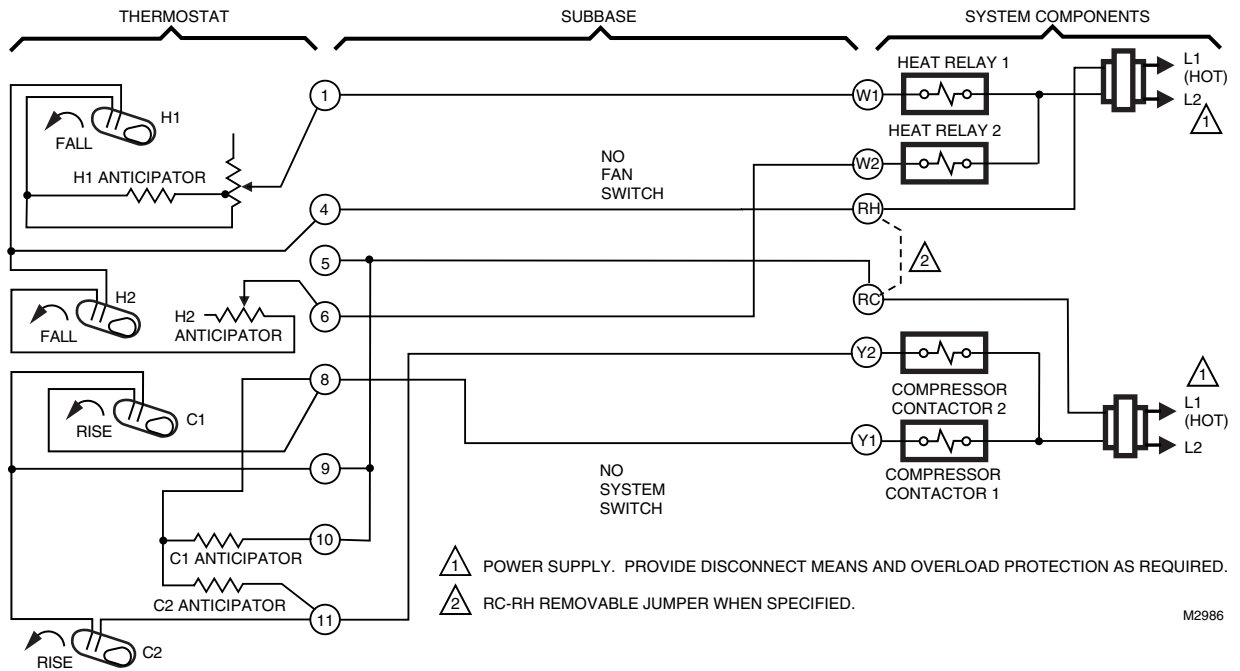 THERMOSTAT
SUBBASE
SYSTEM COMPONENTS
H1
FALL
H1 ANTICIPATOR
H2
FALL
H2
ANTICIPATOR
C1
RISE
C1 ANTICIPATOR
C2 ANTICIPATOR
C2
RISE
1
4
5
6
8
9
10
11
NO
FAN
SWITCH
NO
SYSTEM
SWITCH
W1
W2
RH
RC
Y2
Y1
HEAT RELAY 1
HEAT RELAY 2
2
COMPRESSOR
CONTACTOR 2
COMPRESSOR
CONTACTOR 1
L1
(HOT)
L2
1
1
L1
(HOT)
L2
1 POWER SUPPLY. PROVIDE DISCONNECT MEANS AND OVERLOAD PROTECTION AS REQUIRED.
2 RC-RH REMOVABLE JUMPER WHEN SPECIFIED.
M2986